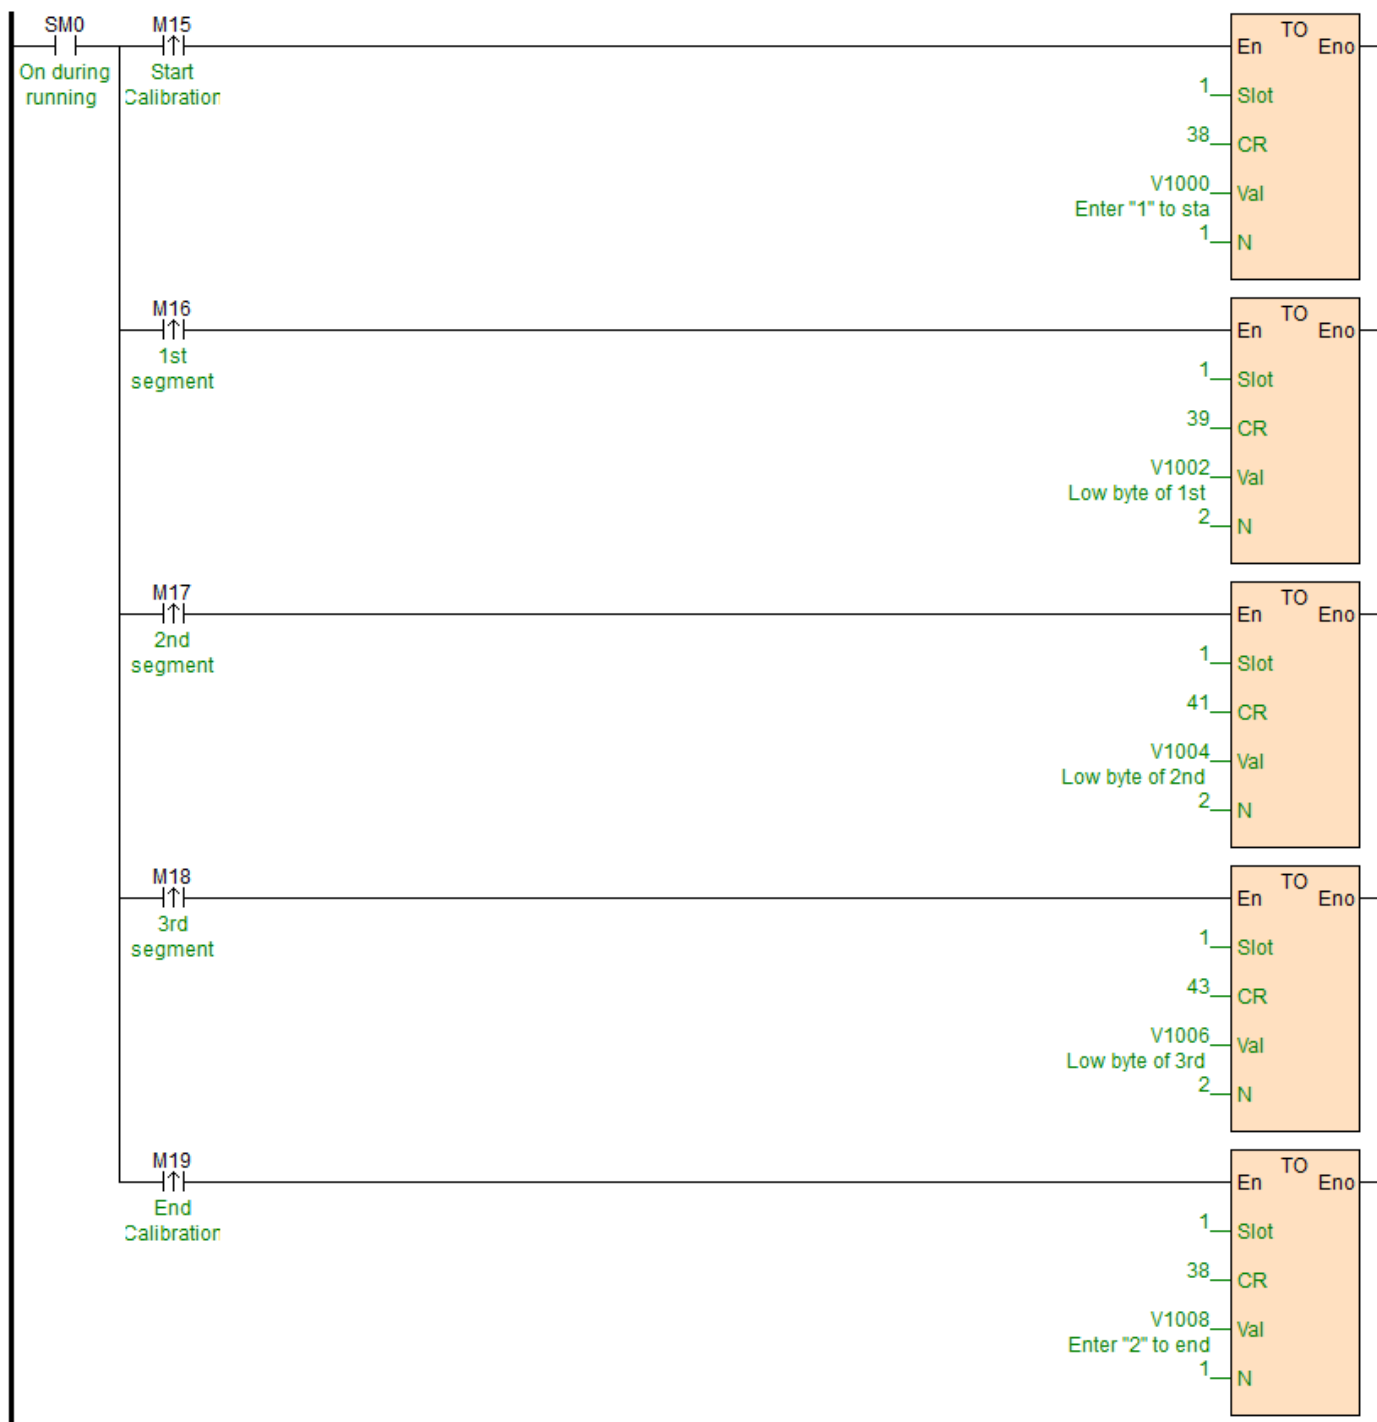 SM0
On during
running
M15
Start
Calibration
TO
En
Eno
1
Slot
38
CR
V1000
Val
Enter "1" to sta
1
N
M16
1st
segment
TO
En
Eno
1
Slot
39
CR
V1002
Val
Low byte of 1st
2
N
M17
2nd
segment
TO
En
Eno
1
Slot
41
CR
V1004
Val
Low byte of 2nd
2
N
M18
3rd
segment
TO
En
Eno
1
Slot
43
CR
V1006
Val
Low byte of 3rd
2
N
M19
End
Calibration
TO
En
Eno
1
Slot
38
CR
V1008
Val
Enter "2" to end
1
N